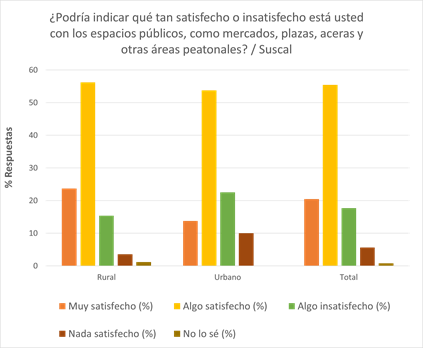 ¿Podría indicar qué tan satisfecho o insatisfecho está usted
con los espacios públicos, como mercados, plazas, aceras y
otras áreas peatonales? / Suscal
% Respuestas
60
50
40
30
20
10
0
Rural
Urbano
Total
Muy satisfecho (%)
Algo satisfecho (%)
Algo insatisfecho (%)
Nada satisfecho (%)
No lo sé (%)